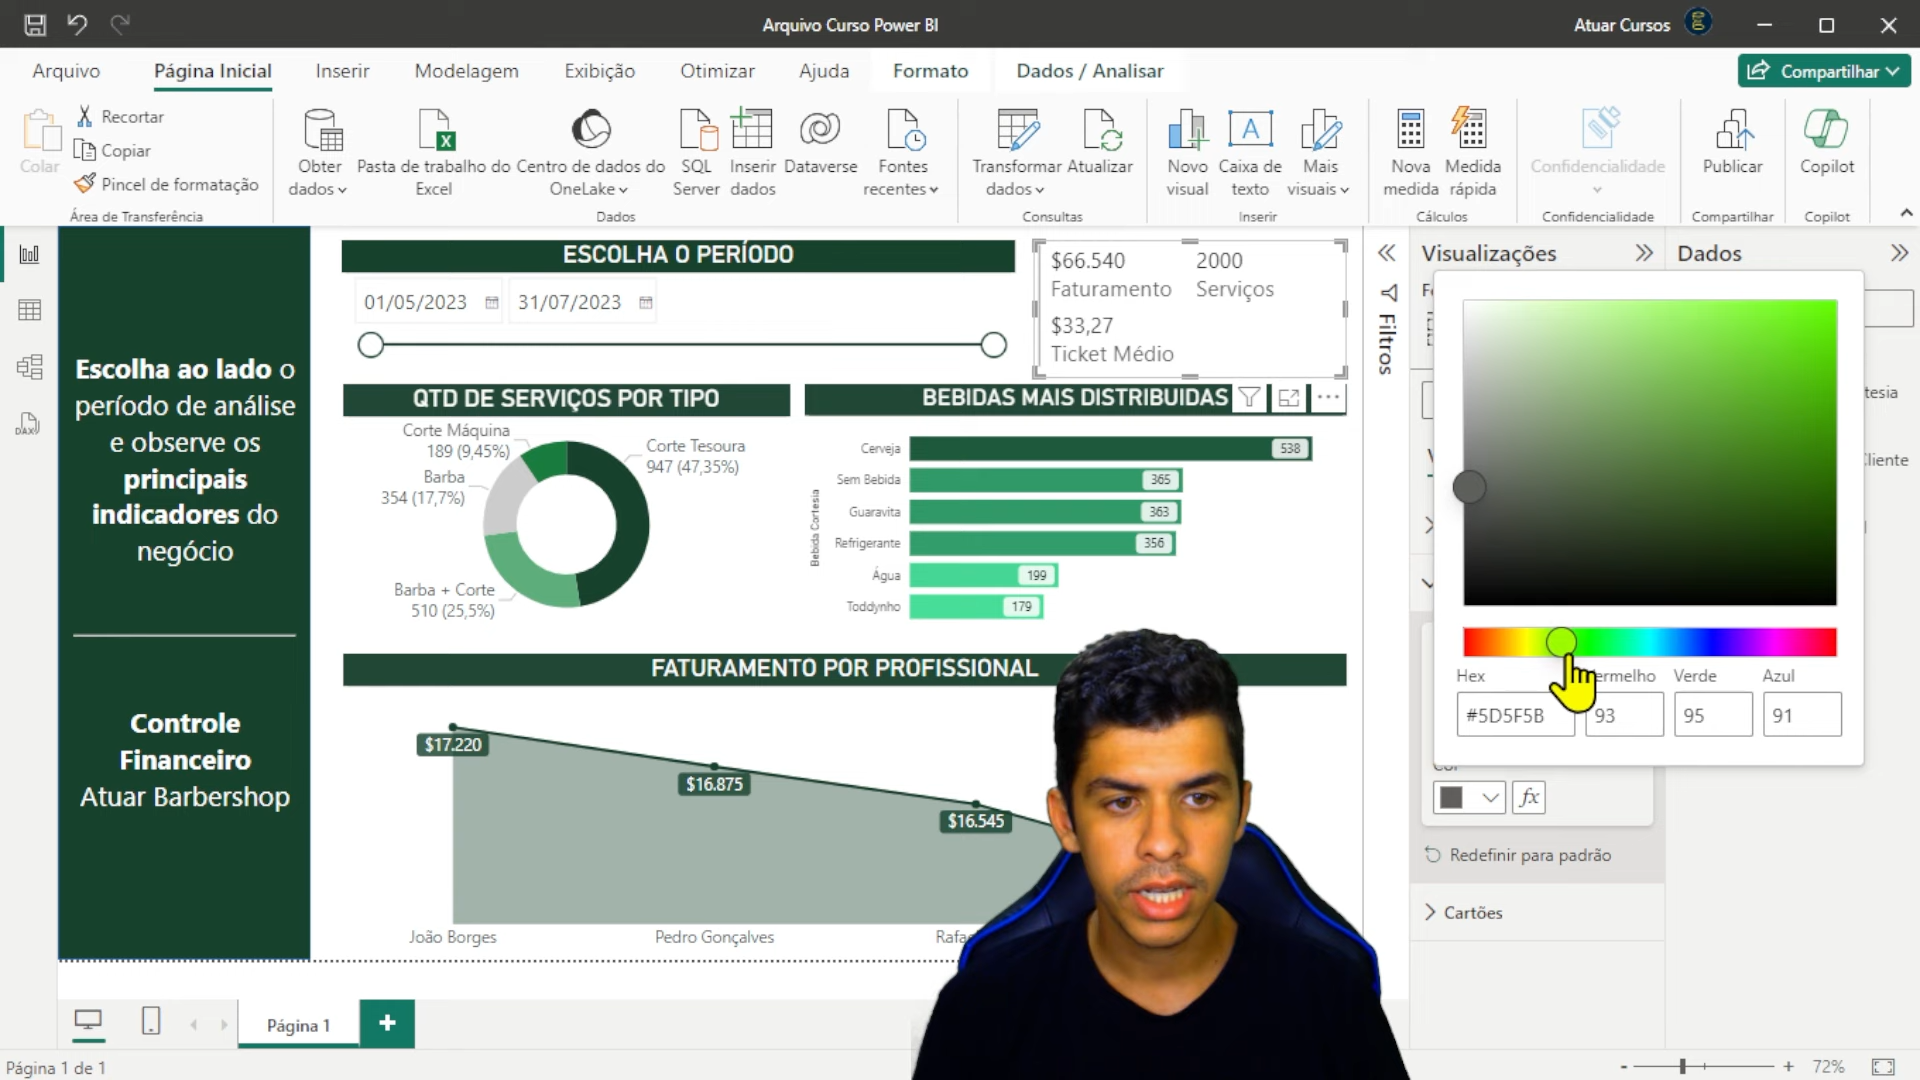 Arquivo Curso Power BI
Atuar Cursos
Arquivo
Página Inicial
Inserir
Modelagem
Exibição
Otimizar
Ajuda
Formato
Dados / Analisar
Compartilhar
Colar
Recortar
Copiar
Pincel de formatação
Área de Transferência
Obter dados
Pasta de trabalho do Excel
Centro de dados do OneLake
SQL Server
Inserir dados
Dataverse
Fontes recentes
Dados
Transformar dados
Atualizar
Consultas
Novo visual
Caixa de texto
Mais visuais
Inserir
Nova medida
Medida rápida
Cálculos
Confidencialidade
Confidencialidade
Publicar
Compartilhar
Copilot
Copilot
Escolha ao lado o
período de análise
e observe os
principais
indicadores do
negócio
Controle
Financeiro
Atuar Barbershop
ESCOLHA O PERÍODO
01/05/2023
31/07/2023
$66.540
Faturamento
2000
Serviços
$33,27
Ticket Médio
QTD DE SERVIÇOS POR TIPO
Corte Máquina
189 (9,45%)
Barba
354 (17,7%)
Corte Tesoura
947 (47,35%)
Barba + Corte
510 (25,5%)
BEBIDAS MAIS DISTRIBUIDAS
Bebida Cortesia
Cerveja 538
Sem Bebida 365
Guaravita 363
Refrigerante 356
Água 199
Toddynho 179
FATURAMENTO POR PROFISSIONAL
$17.220
$16.875
$16.545
João Borges
Pedro Gonçalves
Filtros
Visualizações
Dados
tesia
Cliente
Hex
ermelho
Verde
Azul
#5D5F5B
93
95
91
fx
Redefinir para padrão
Cartões
Página 1
Página 1 de 1
72%